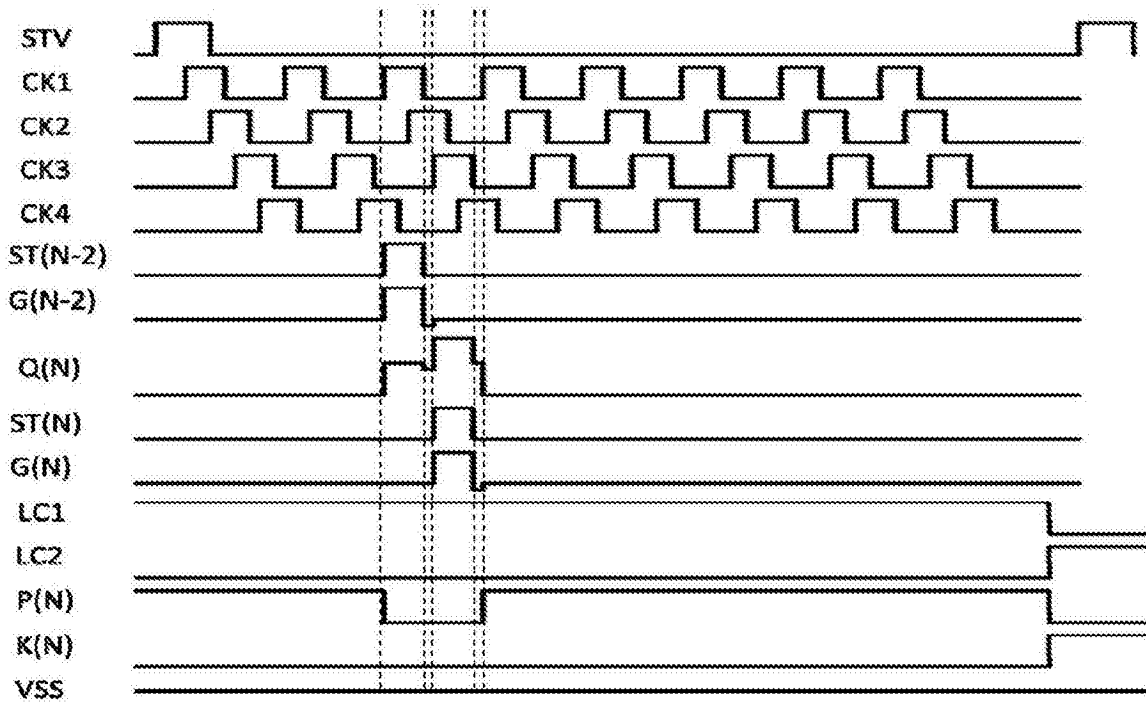 STV
CK1
CK2
CK3
CK4
ST(N-2)
G(N-2)
Q(N)
ST(N)
G(N)
LC1
LC2
P(N)
K(N)
VSS